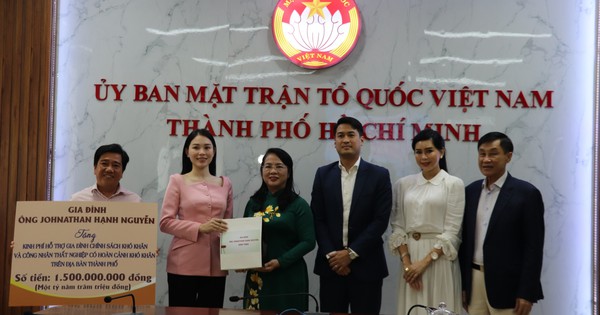 VIỆT NAM
ỦY BAN MẶT TRẬN TỔ QUỐC VIỆT NAM
THÀNH PHỐ HỒ CHÍ MINH
GIA ĐÌNH
ÔNG JOHNATHAN HẠNH NGUYỄN
Tặng
KINH PHÍ HỖ TRỢ GIA ĐÌNH CHÍNH SÁCH KHÓ KHĂN
VÀ CÔNG NHÂN THẤT NGHIỆP CÓ HOÀN CẢNH KHÓ KHĂN
TRÊN ĐỊA BÀN THÀNH PHỐ
Số tiền: 1.500.000.000 đồng
(Một tỷ năm trăm triệu đồng)